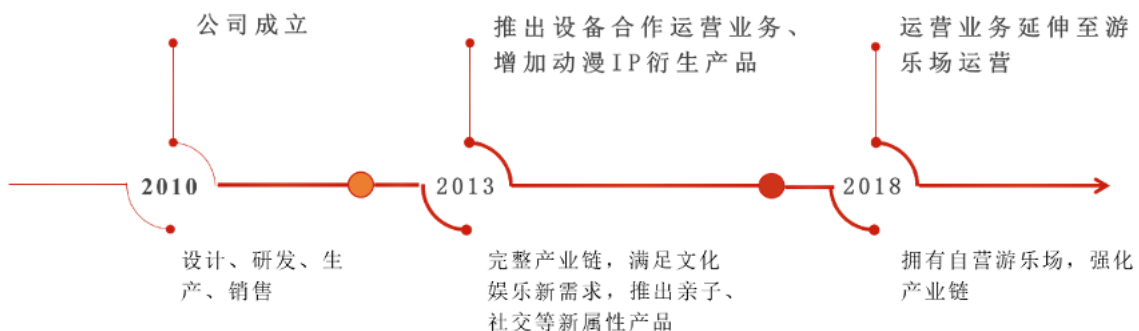 公司成立
推出设备合作运营业务、
增加动漫IP衍生产品
运营业务延伸至游
乐场运营
2010
2013
2018
设计、研发、生
产、销售
完整产业链，满足文化
娱乐新需求，推出亲子、
社交等新属性产品
拥有自营游乐场，强化
产业链